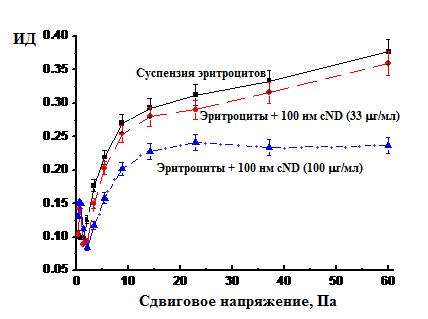 ИД
0.40
0.35
0.30
0.25
0.20
0.15
0.10
0.05
Суспензия эритроцитов
Эритроциты + 100 нм cND (33 µг/мл)
Эритроциты + 100 нм cND (100 µг/мл)
0 10 20 30 40 50 60
Сдвиговое напряжение, Па